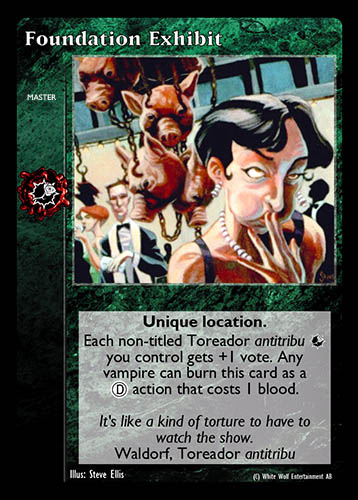 Foundation Exhibit
MASTER
Unique location.
Each non-titled Toreador antitribu
you control gets +1 vote. Any
vampire can burn this card as a
Ⓓ action that costs 1 blood.
It's like a kind of torture to have to
watch the show.
Waldorf, Toreador antitribu
Illus: Steve Ellis
(C) White Wolf Entertainment AB